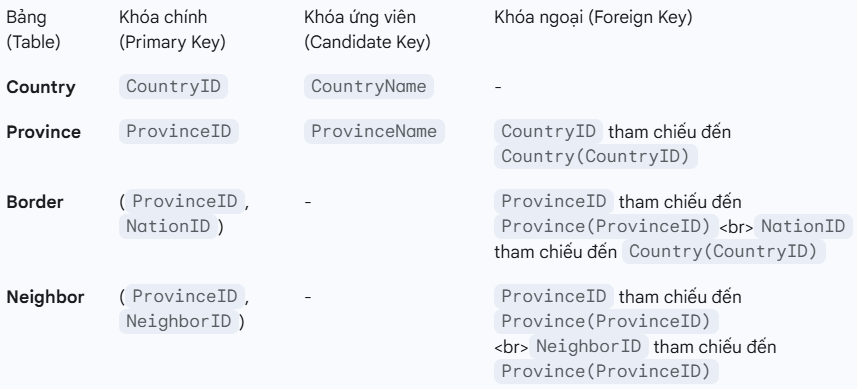 Bảng Khóa chính Khóa ứng viên Khóa ngoại (Foreign Key)
(Table) (Primary Key) (Candidate Key)
Country CountryID CountryName -
Province ProvinceID ProvinceName CountryID tham chiếu đến
Country(CountryID)
Border (ProvinceID, - ProvinceID tham chiếu đến
NationID) Province(ProvinceID)<br>NationID
tham chiếu đến Country(CountryID)
Neighbor (ProvinceID, - ProvinceID tham chiếu đến
NeighborID) Province(ProvinceID)
<br>NeighborID tham chiếu đến
Province(ProvinceID)